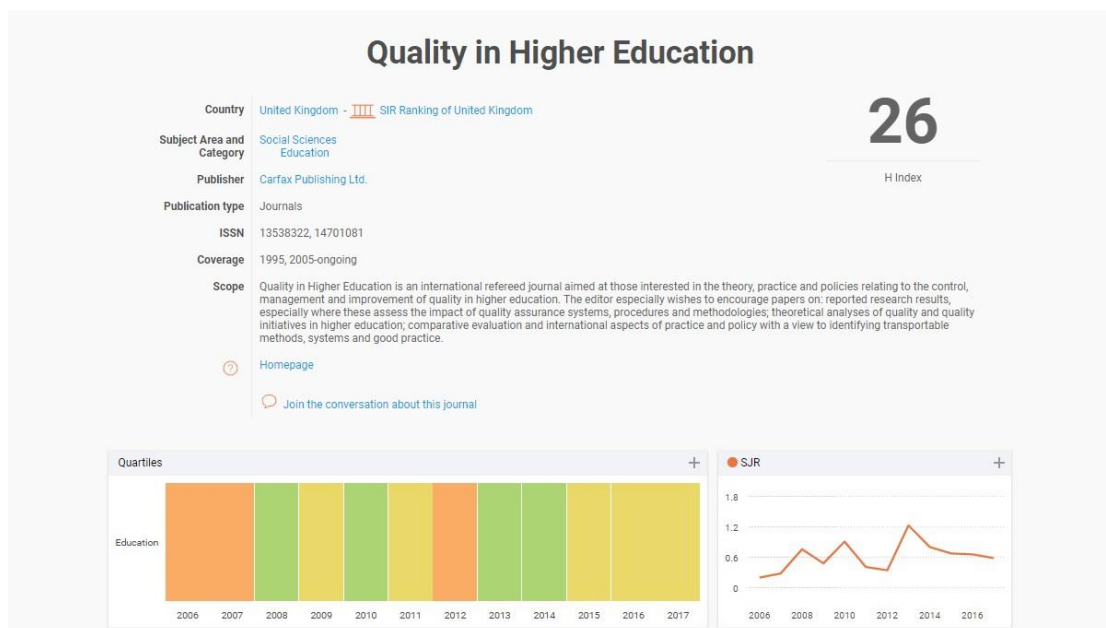 Quality in Higher Education
Country United Kingdom - SIR Ranking of United Kingdom
Subject Area and Category Social Sciences
Education
Publisher Carfax Publishing Ltd.
Publication type Journals
ISSN 13538322, 14701081
Coverage 1995, 2005-ongoing
Scope Quality in Higher Education is an international refereed journal aimed at those interested in the theory, practice and policies relating to the control,
management and improvement of quality in higher education. The editor especially wishes to encourage papers on: reported research results,
especially where these assess the impact of quality assurance systems, procedures and methodologies; theoretical analyses of quality and quality
initiatives in higher education; comparative evaluation and international aspects of practice and policy with a view to identifying transportable
methods, systems and good practice.
? Homepage
Join the conversation about this journal
26
H Index
Quartiles +
Education
2006 2007 2008 2009 2010 2011 2012 2013 2014 2015 2016 2017
SJR +
1.8
1.2
0.6
0
2006 2008 2010 2012 2014 2016